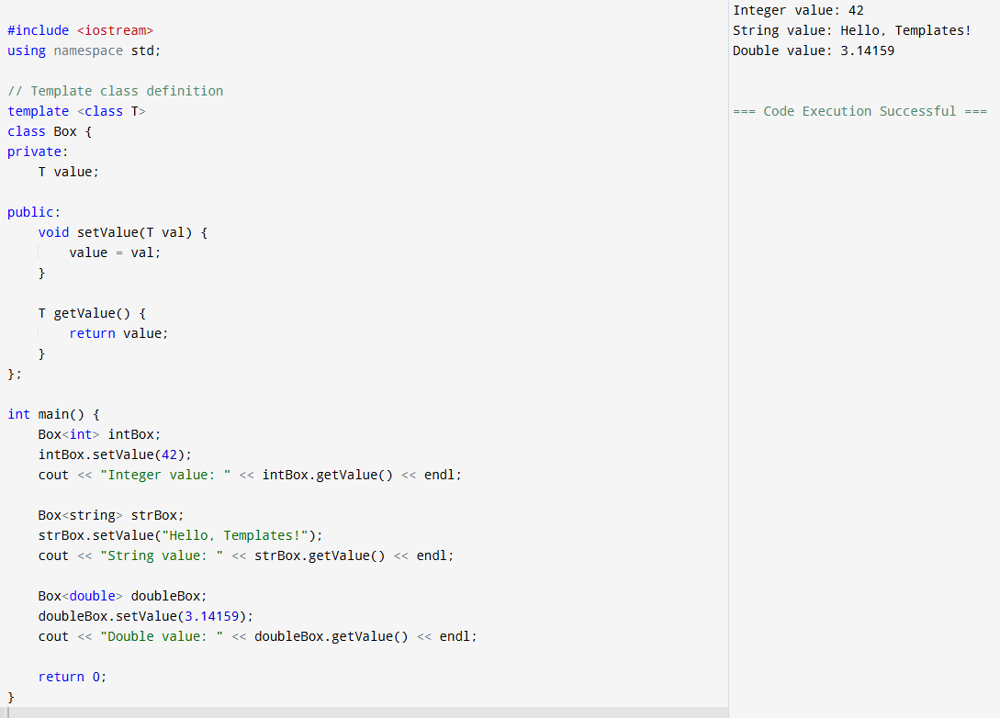 #include <iostream>
using namespace std;
// Template class definition
template <class T>
class Box {
private:
    T value;
public:
    void setValue(T val) {
        value = val;
    }
    T getValue() {
        return value;
    }
};
int main() {
    Box<int> intBox;
    intBox.setValue(42);
    cout << "Integer value: " << intBox.getValue() << endl;
    Box<string> strBox;
    strBox.setValue("Hello, Templates!");
    cout << "String value: " << strBox.getValue() << endl;
    Box<double> doubleBox;
    doubleBox.setValue(3.14159);
    cout << "Double value: " << doubleBox.getValue() << endl;
    return 0;
}
Integer value: 42
String value: Hello, Templates!
Double value: 3.14159
=== Code Execution Successful ===